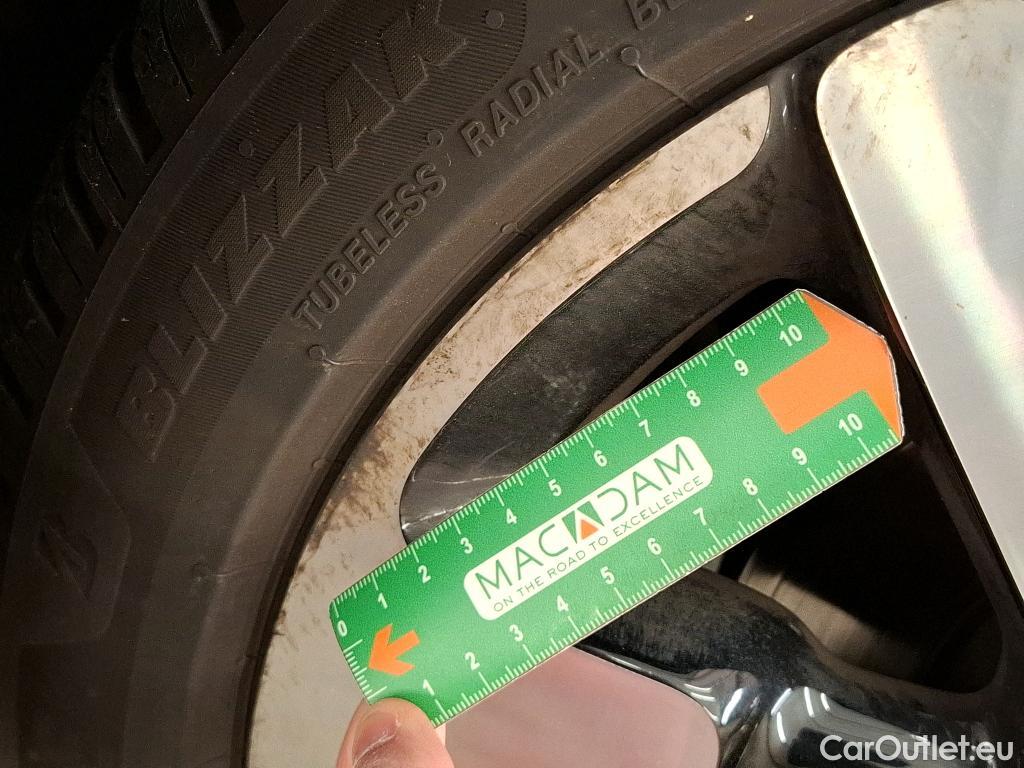 BLIZZAK
TUBELESS RADIAL
0 1 2 3 4 5 6 7 8 9 10
MACADAM
ON THE ROAD TO EXCELLENCE
1 2 3 4 5 6 7 8 9 10
CarOutlet.eu